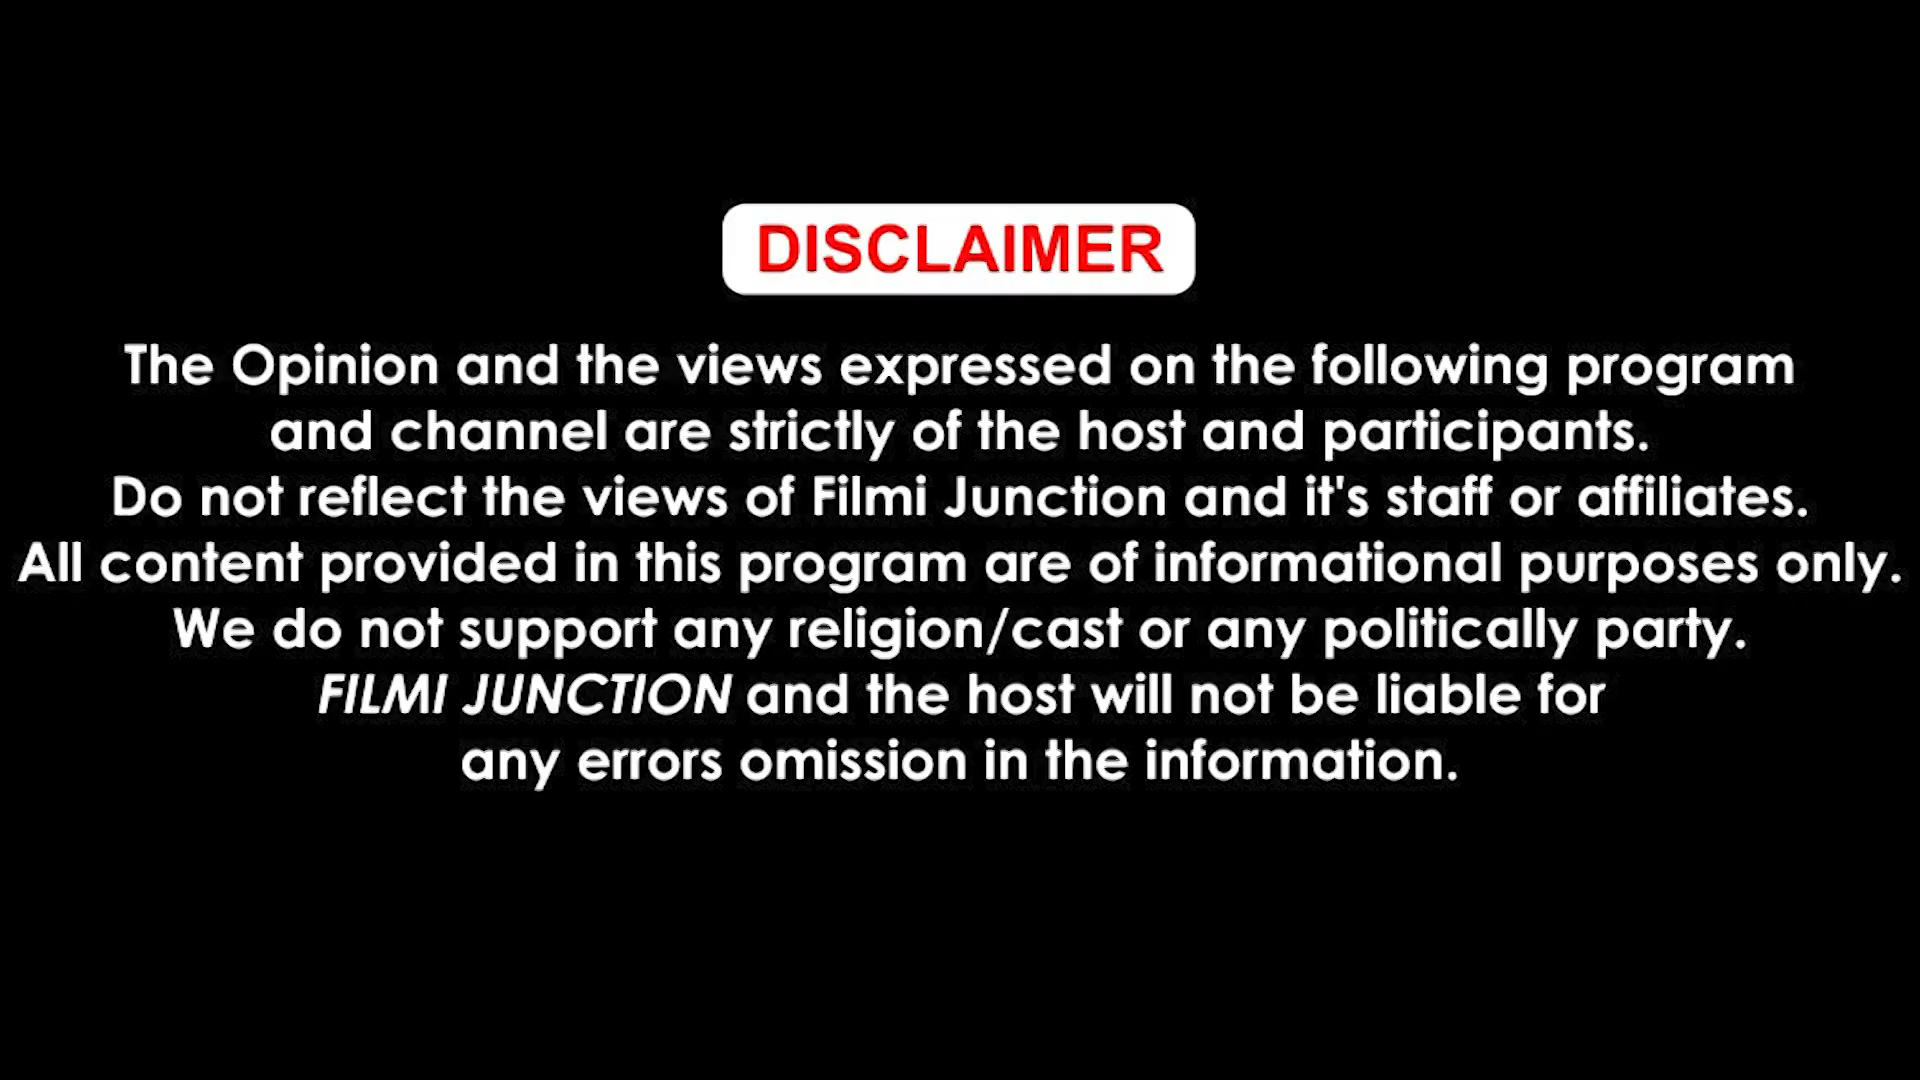 DISCLAIMER
The Opinion and the views expressed on the following program
and channel are strictly of the host and participants.
Do not reflect the views of Filmi Junction and it's staff or affiliates.
All content provided in this program are of informational purposes only.
We do not support any religion/cast or any politically party.
FILMI JUNCTION and the host will not be liable for
any errors omission in the information.